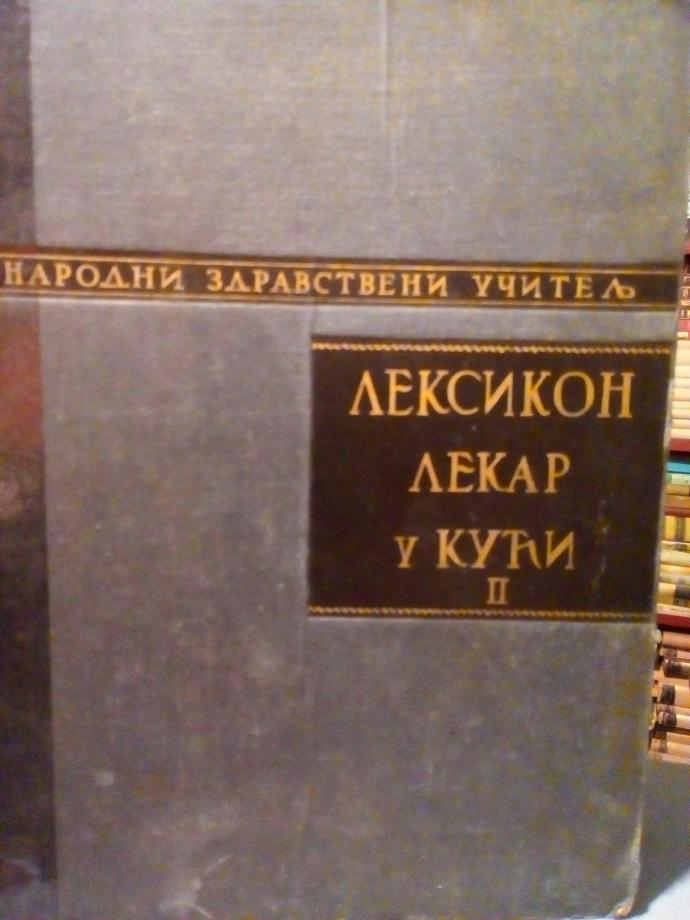 НАРОДНИ ЗДРАВСТВЕНИ УЧИТЕЉ
ЛЕКСИКОН
ЛЕКАР
У КУЋИ
II